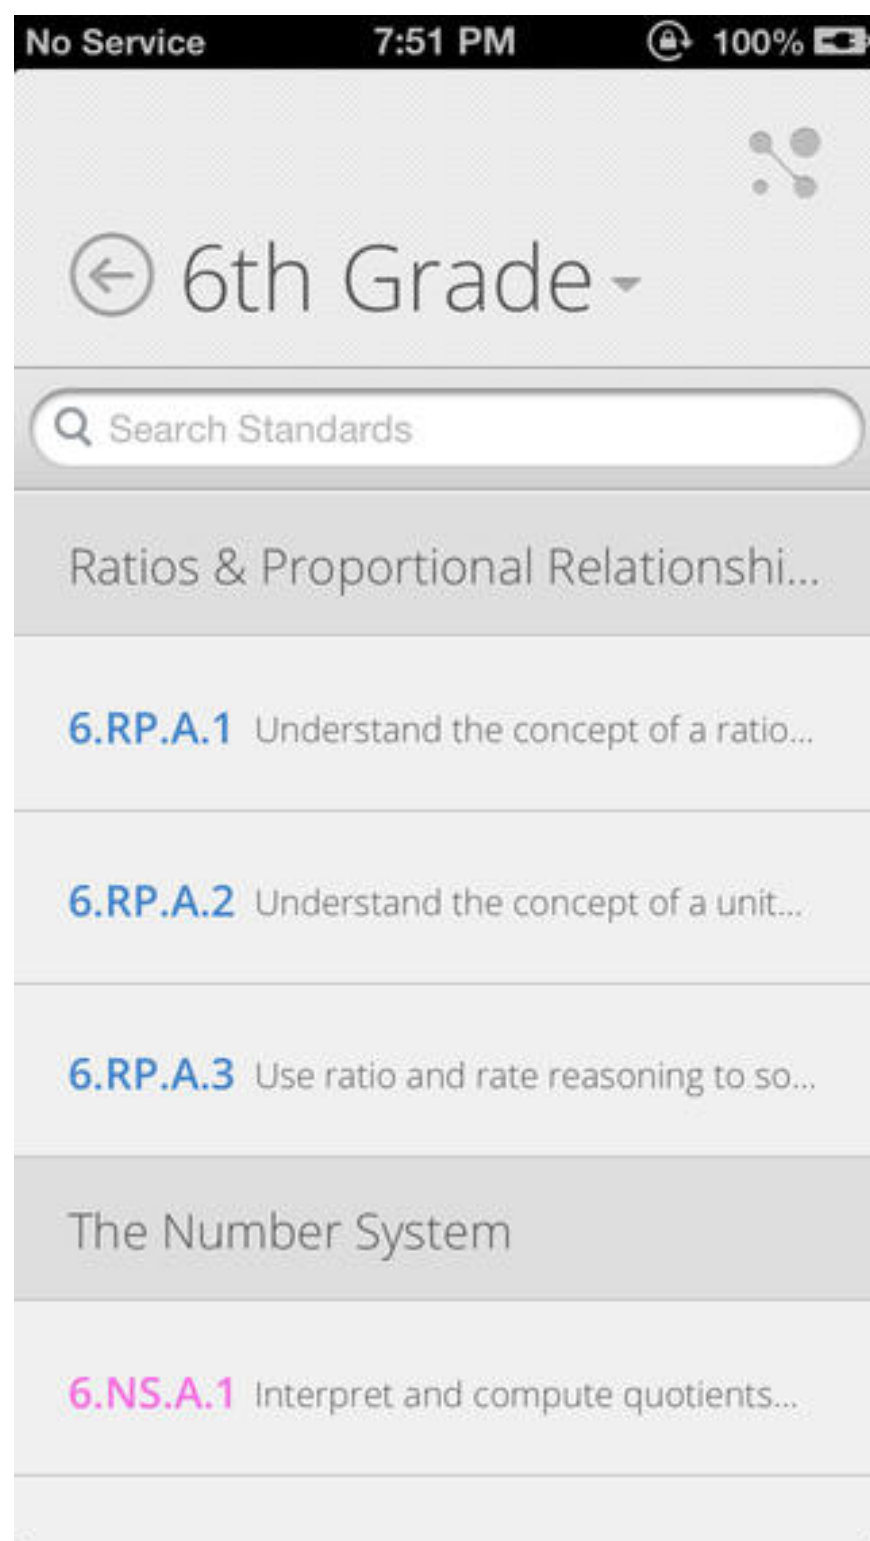 No Service 7:51 PM 100%
6th Grade
Search Standards
Ratios & Proportional Relationshi...
6.RP.A.1 Understand the concept of a ratio...
6.RP.A.2 Understand the concept of a unit...
6.RP.A.3 Use ratio and rate reasoning to so...
The Number System
6.NS.A.1 Interpret and compute quotients...